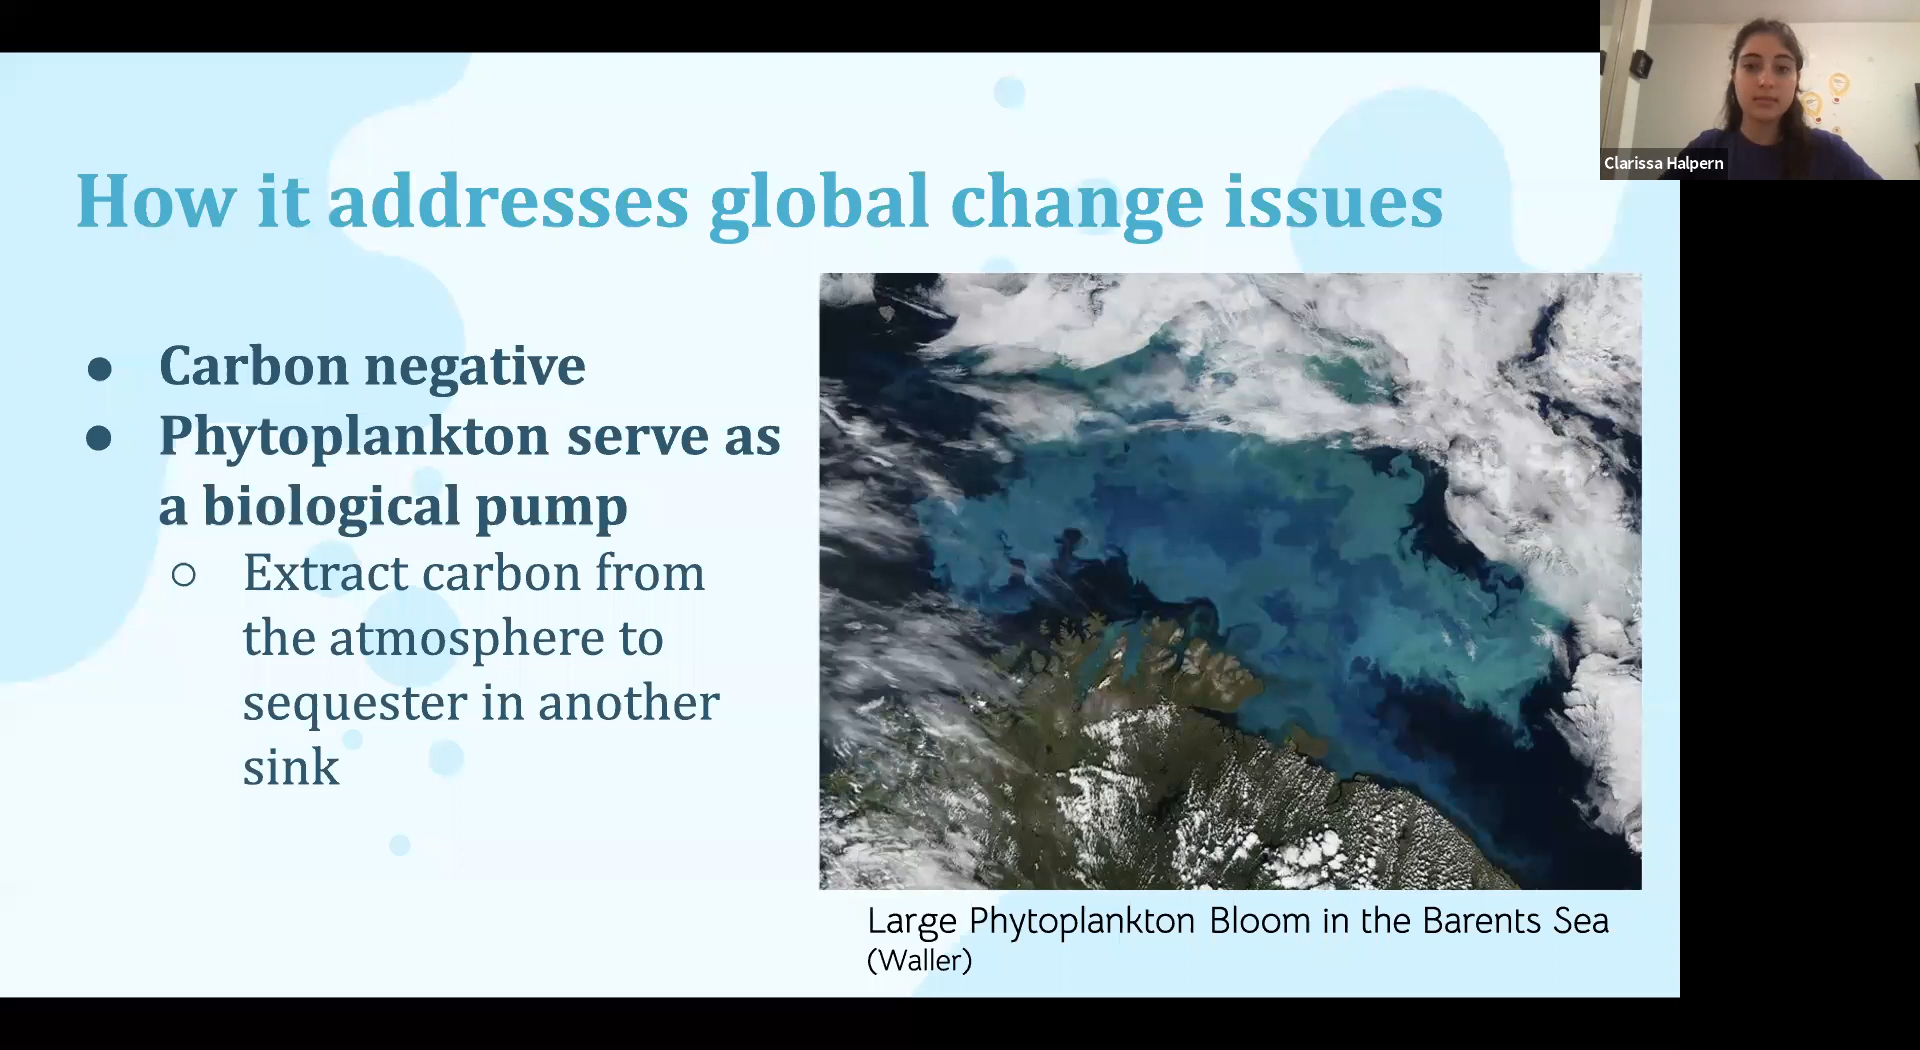 How it addresses global change issues
● Carbon negative
● Phytoplankton serve as
a biological pump
○ Extract carbon from
the atmosphere to
sequester in another
sink
Large Phytoplankton Bloom in the Barents Sea
(Waller)
Clarissa Halpern